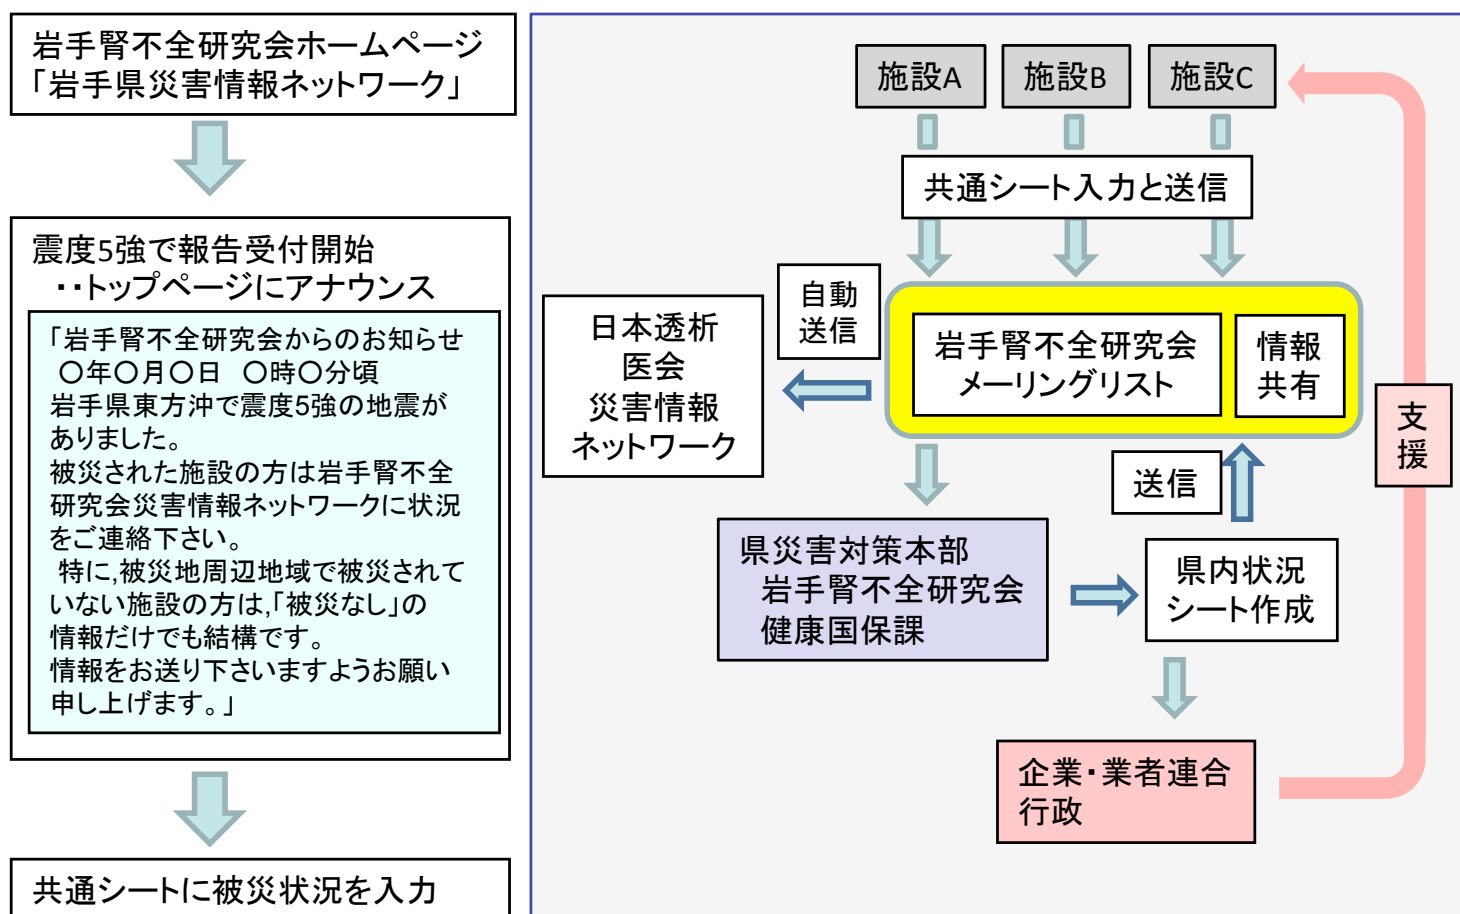 岩手腎不全研究会ホームページ
「岩手県災害情報ネットワーク」
震度5強で報告受付開始
・・トップページにアナウンス
「岩手腎不全研究会からのお知らせ
〇年〇月〇日　〇時〇分頃
岩手県東方沖で震度5強の地震が
ありました。
被災された施設の方は岩手腎不全
研究会災害情報ネットワークに状況
をご連絡下さい。
特に,被災地周辺地域で被災されて
いない施設の方は,「被災なし」の
情報だけでも結構です。
情報をお送り下さいますようお願い
申し上げます。」
共通シートに被災状況を入力
施設A
施設B
施設C
共通シート入力と送信
自動
送信
日本透析
医会
災害情報
ネットワーク
岩手腎不全研究会
メーリングリスト
情報
共有
支
援
送信
県災害対策本部
岩手腎不全研究会
健康国保課
県内状況
シート作成
企業・業者連合
行政